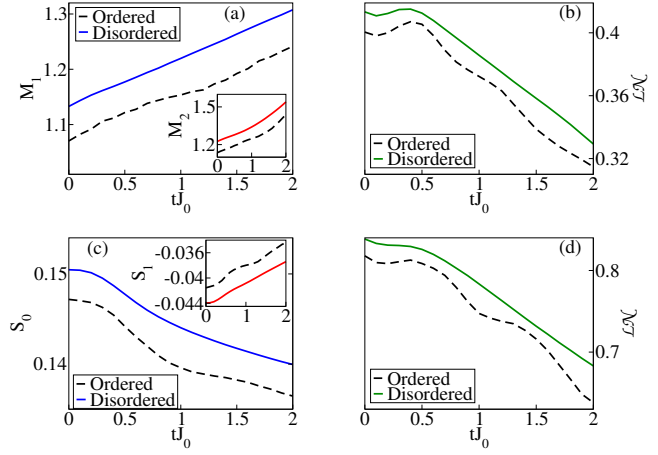 1.3
1.2
1.1
M1
Ordered
Disordered
(a)
1.5
1.2
M2
0 1 2
0 0.5 1 1.5 2
tJ0
(b)
0.4
0.36
0.32
LN
Ordered
Disordered
0 0.5 1 1.5 2
tJ0
(c)
0.15
0.14
S0
-0.036
-0.04
-0.044
S1
0 1 2
Ordered
Disordered
0 0.5 1 1.5 2
tJ0
(d)
0.8
0.7
LN
Ordered
Disordered
0 0.5 1 1.5 2
tJ0